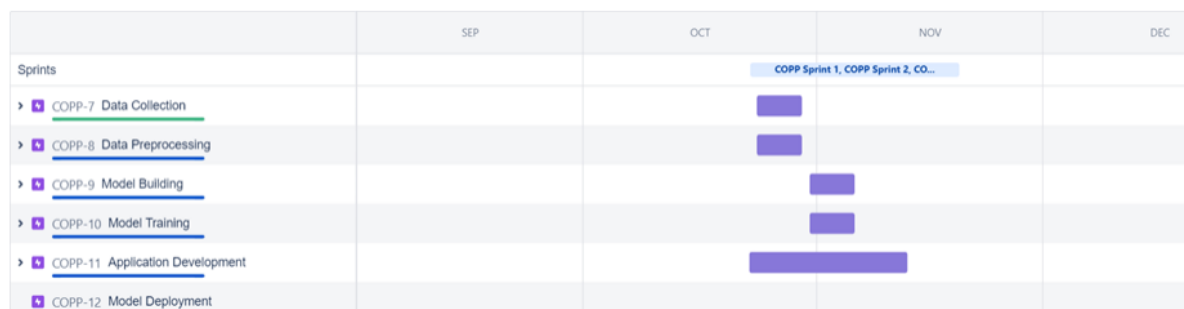 SEP OCT NOV DEC
Sprints COPP Sprint 1, COPP Sprint 2, CO...
COPP-7 Data Collection
COPP-8 Data Preprocessing
COPP-9 Model Building
COPP-10 Model Training
COPP-11 Application Development
COPP-12 Model Deployment